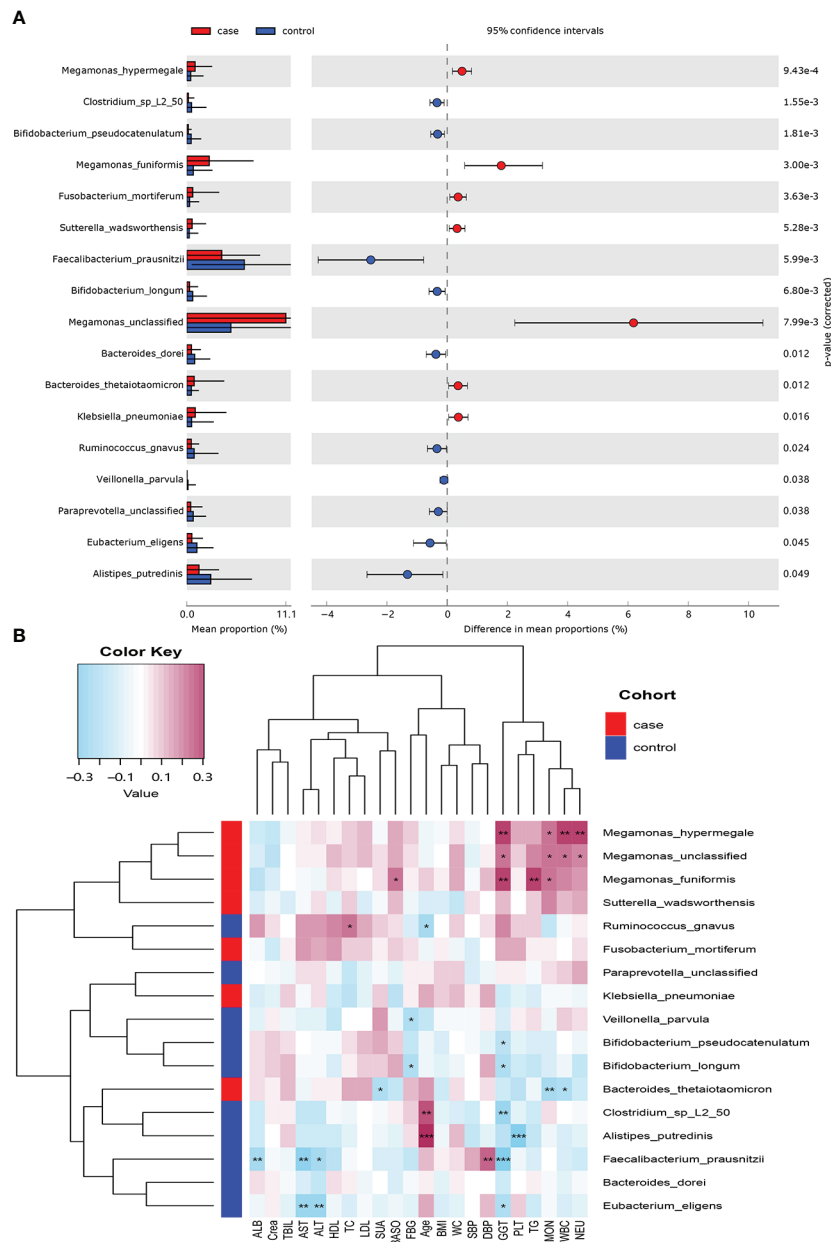 A
case control 95% confidence intervals
Megamonas_hypermegale 9.43e-4
Clostridium_sp_L2_50 1.55e-3
Bifidobacterium_pseudocatenulatum 1.81e-3
Megamonas_funiformis 3.00e-3
Fusobacterium_mortiferum 3.63e-3
Sutterella_wadsworthensis 5.28e-3
Faecalibacterium_prausnitzii 5.99e-3
Bifidobacterium_longum 6.80e-3
Megamonas_unclassified 7.99e-3
Bacteroides_dorei 0.012
Bacteroides_thetaiotaomicron 0.012
Klebsiella_pneumoniae 0.016
Ruminococcus_gnavus 0.024
Veillonella_parvula 0.038
Paraprevotella_unclassified 0.038
Eubacterium_eligens 0.045
Alistipes_putredinis 0.049
p-value (corrected)
0.0 11.1 −4 −2 0 2 4 6 8 10
Mean proportion (%) Difference in mean proportions (%)
B
Color Key
−0.3 −0.1 0.1 0.3
Value
Cohort
case
control
** * ** ** Megamonas_hypermegale
* * * * Megamonas_unclassified
* ** ** * Megamonas_funiformis
Sutterella_wadsworthensis
* * Ruminococcus_gnavus
Fusobacterium_mortiferum
Paraprevotella_unclassified
Klebsiella_pneumoniae
* Veillonella_parvula
* Bifidobacterium_pseudocatenulatum
* * Bifidobacterium_longum
* ** * Bacteroides_thetaiotaomicron
** ** Clostridium_sp_L2_50
*** *** Alistipes_putredinis
** ** * ** *** Faecalibacterium_prausnitzii
Bacteroides_dorei
** ** * Eubacterium_eligens
ALB Crea TBIL AST ALT HDL TC LDL SUA BASO FBG Age BMI WC SBP DBP GGT PLT TG MON WBC NEU